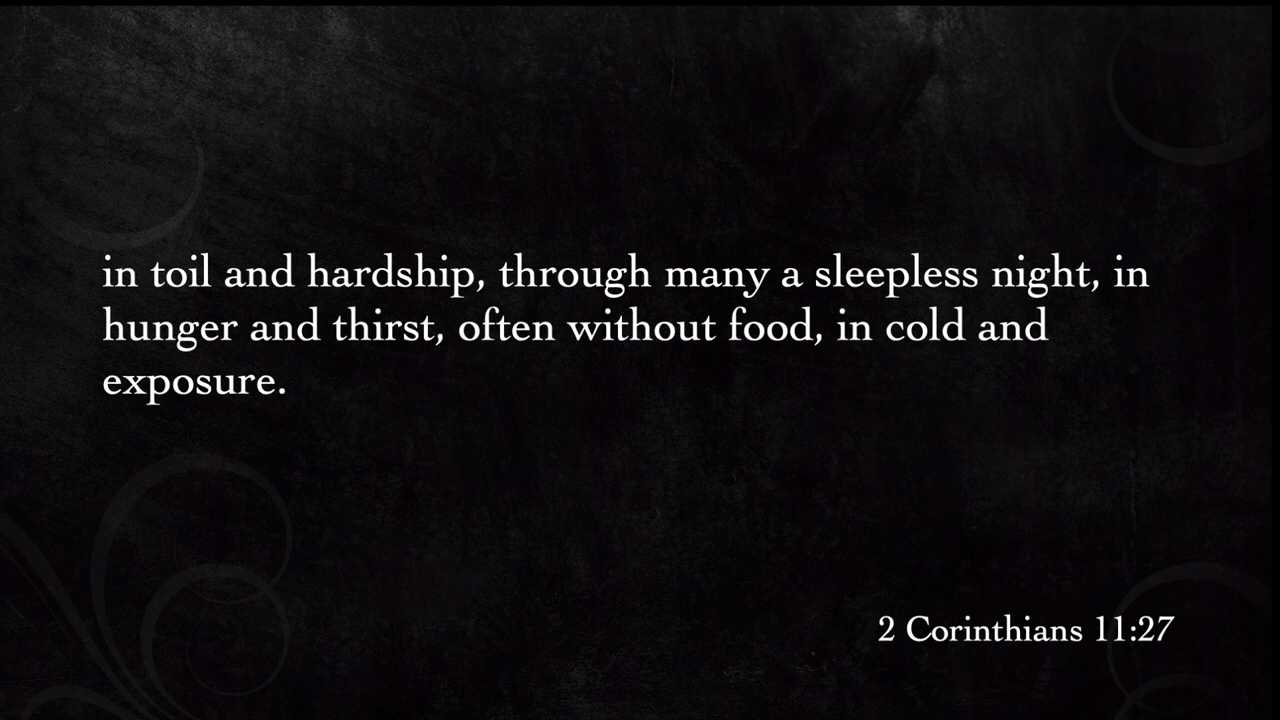 in toil and hardship, through many a sleepless night, in
hunger and thirst, often without food, in cold and
exposure.
2 Corinthians 11:27